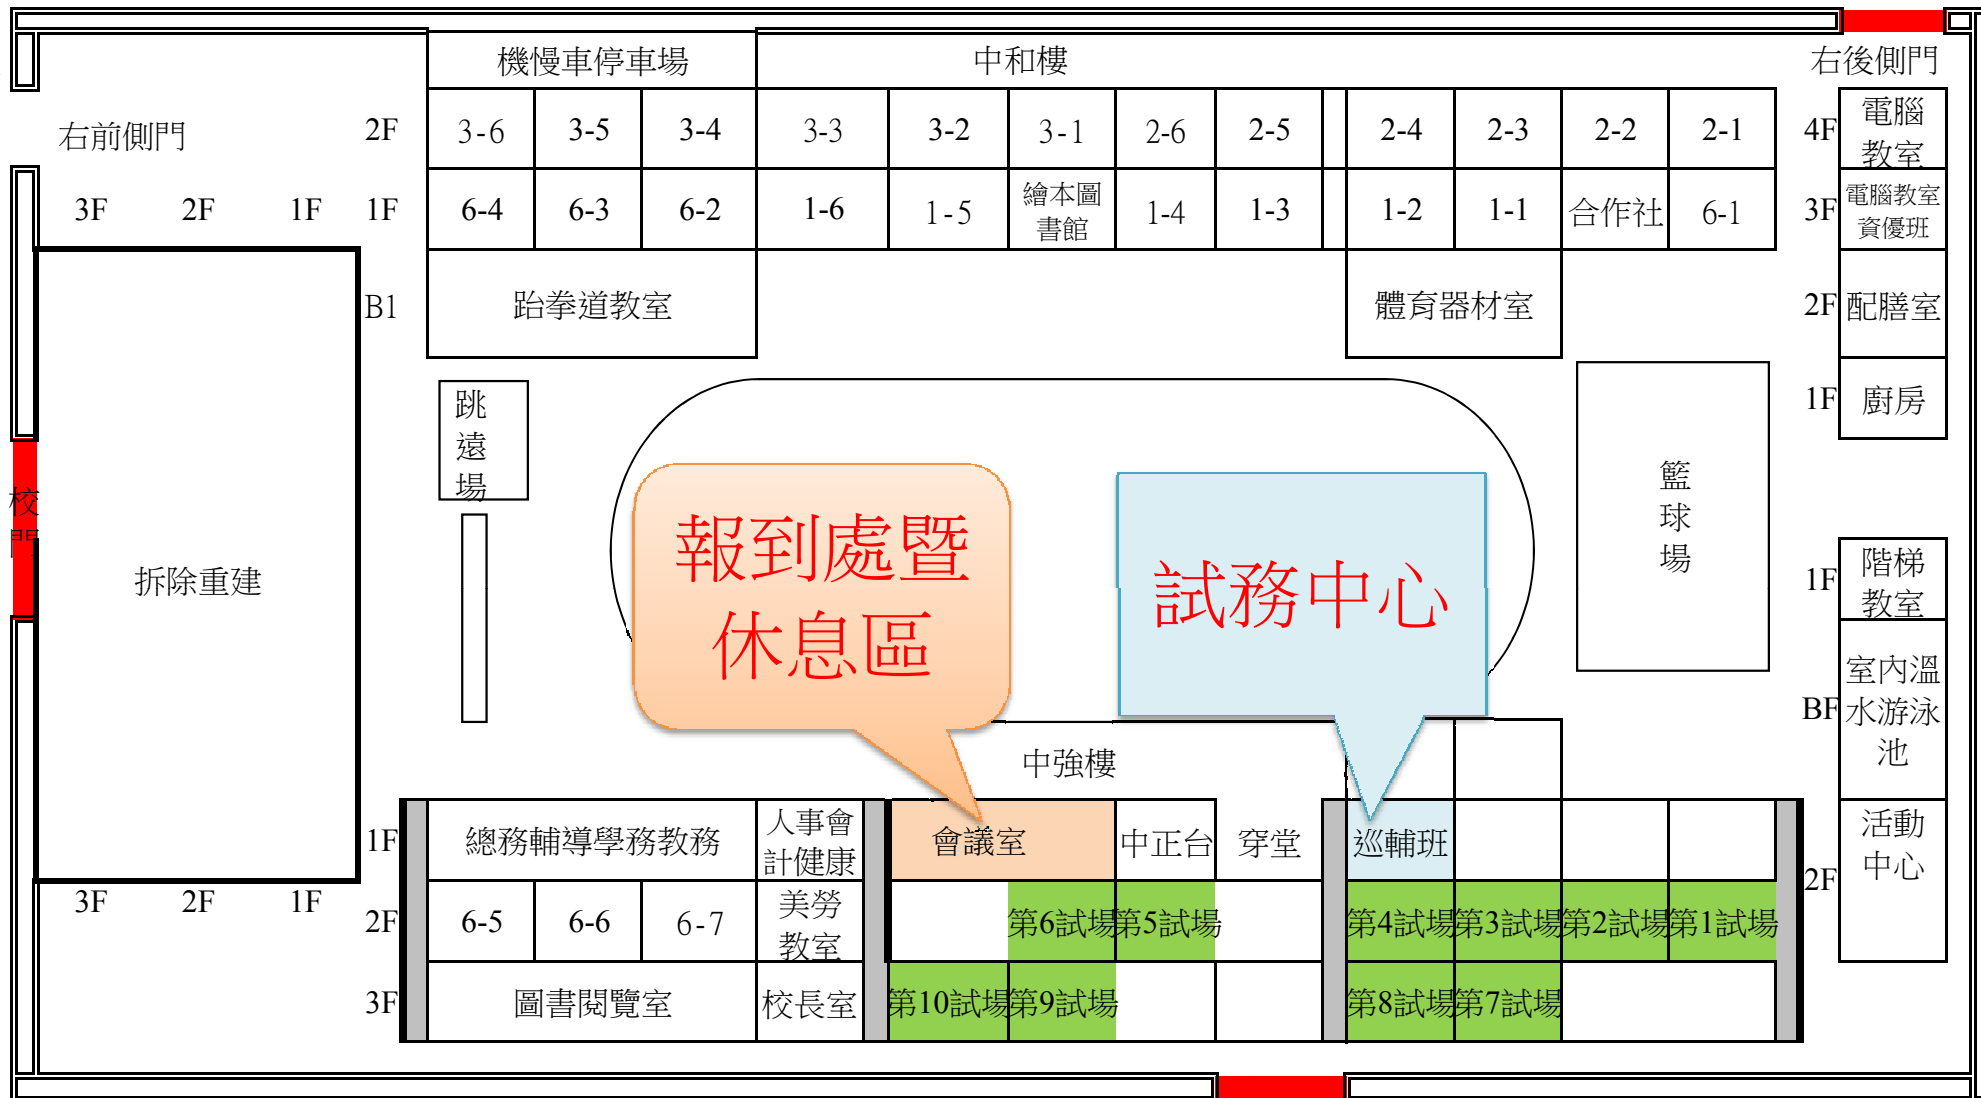 機慢車停車場
中和樓
右後側門
右前側門
2F
3-6
3-5
3-4
3-3
3-2
3-1
2-6
2-5
2-4
2-3
2-2
2-1
4F
電腦
教室
3F
2F
1F
1F
6-4
6-3
6-2
1-6
1-5
繪本圖
書館
1-4
1-3
1-2
1-1
合作社
6-1
3F
電腦教室
資優班
B1
跆拳道教室
體育器材室
2F
配膳室
跳
遠
場
1F
廚房
校
門
拆除重建
報到處暨
休息區
試務中心
籃
球
場
1F
階梯
教室
BF
室內溫
水游泳
池
中強樓
1F
總務輔導學務教務
人事會
計健康
會議室
中正台
穿堂
巡輔班
2F
活動
中心
3F
2F
1F
2F
6-5
6-6
6-7
美勞
教室
第6試場
第5試場
第4試場
第3試場
第2試場
第1試場
3F
圖書閱覽室
校長室
第10試場
第9試場
第8試場
第7試場